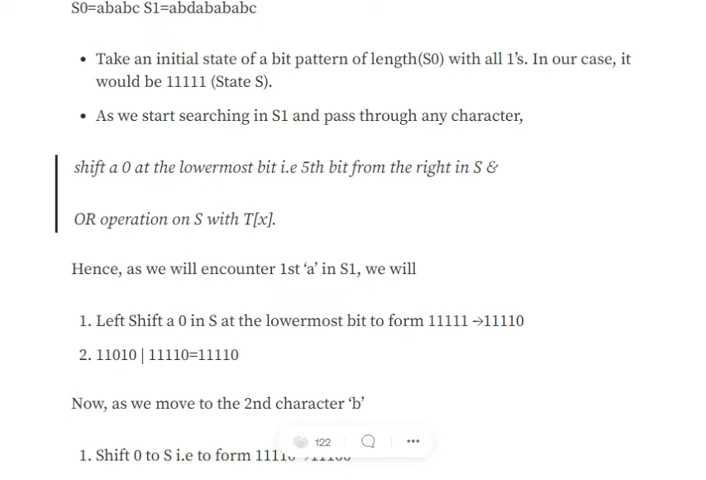 S0=ababc S1=abdabababc
• Take an initial state of a bit pattern of length(S0) with all 1’s. In our case, it
would be 11111 (State S).
• As we start searching in S1 and pass through any character,
shift a 0 at the lowermost bit i.e 5th bit from the right in S &
OR operation on S with T[x].
Hence, as we will encounter 1st ‘a’ in S1, we will
1. Left Shift a 0 in S at the lowermost bit to form 11111 →11110
2. 11010 | 11110=11110
Now, as we move to the 2nd character ‘b’
122
1. Shift 0 to S i.e to form